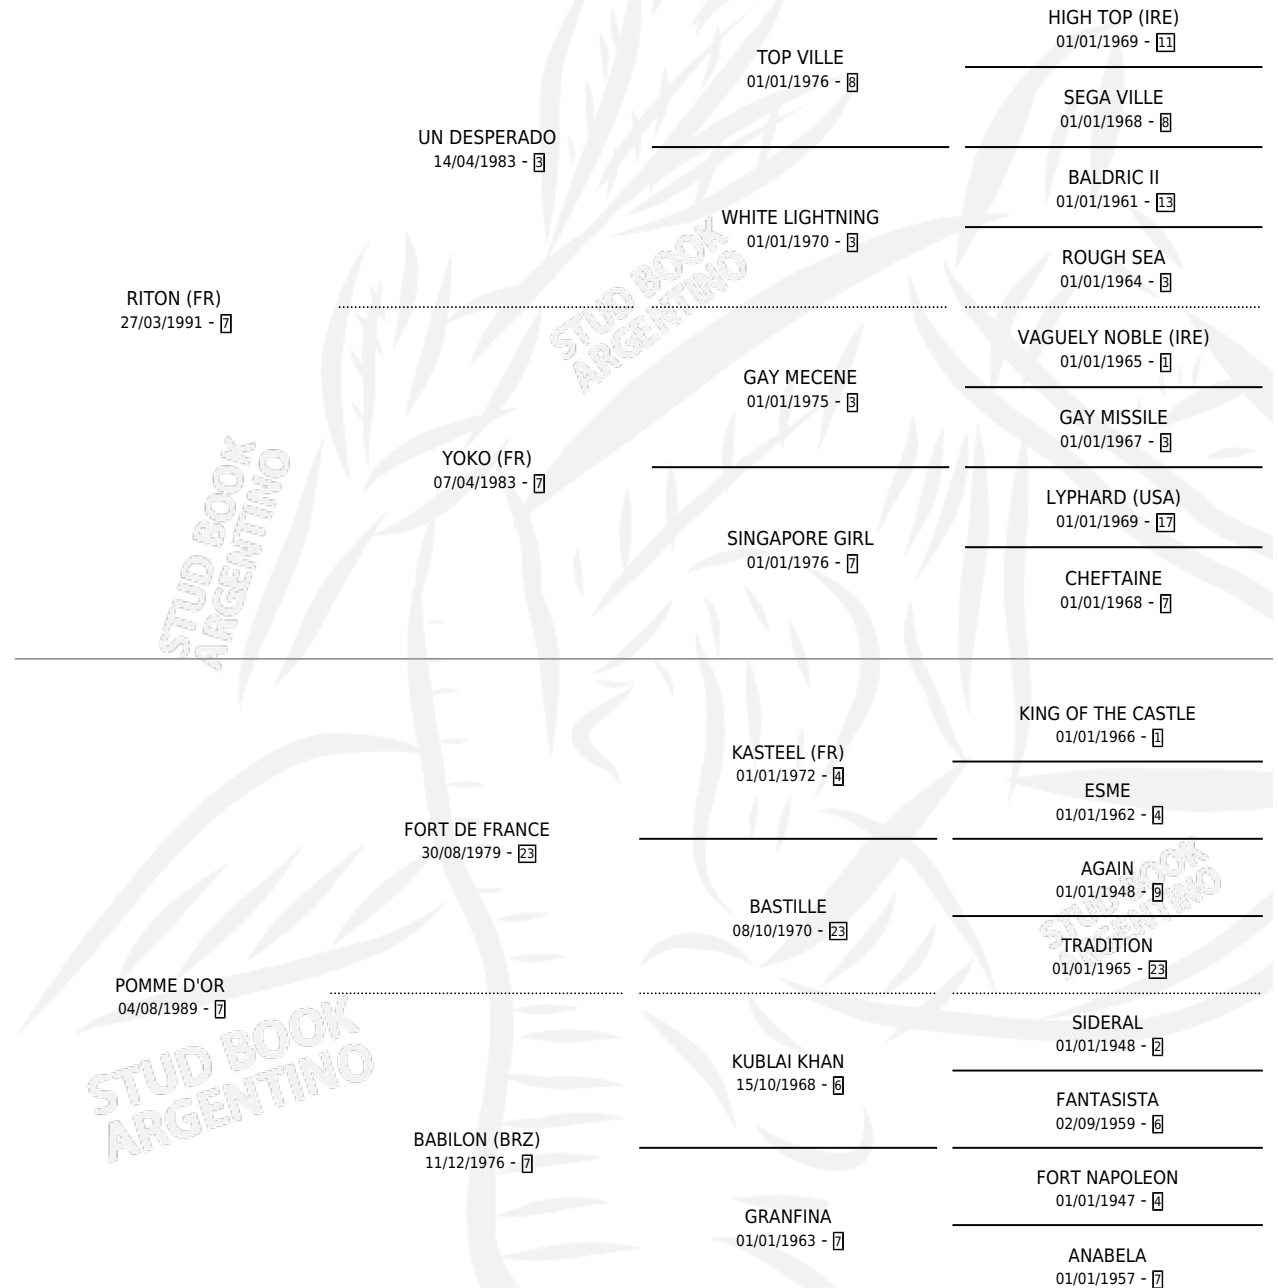 HIGH TOP (IRE)
01/01/1969 - 11
TOP VILLE
01/01/1976 - 8
SEGA VILLE
01/01/1968 - 8
UN DESPERADO
14/04/1983 - 3
BALDRIC II
01/01/1961 - 13
WHITE LIGHTNING
01/01/1970 - 3
ROUGH SEA
01/01/1964 - 3
RITON (FR)
27/03/1991 - 7
STUD BOOK
ARGENTINO
VAGUELY NOBLE (IRE)
01/01/1965 - 1
GAY MECENE
01/01/1975 - 3
GAY MISSILE
01/01/1967 - 3
YOKO (FR)
07/04/1983 - 7
LYPHARD (USA)
01/01/1969 - 17
SINGAPORE GIRL
01/01/1976 - 7
CHEFTAINE
01/01/1968 - 7
STUD BOOK
ARGENTINO
KING OF THE CASTLE
01/01/1966 - 1
KASTEEL (FR)
01/01/1972 - 4
ESME
01/01/1962 - 4
FORT DE FRANCE
30/08/1979 - 23
AGAIN
01/01/1948 - 9
BASTILLE
08/10/1970 - 23
STUD BOOK
ARGENTINO
TRADITION
01/01/1965 - 23
POMME D'OR
04/08/1989 - 7
SIDERAL
01/01/1948 - 2
KUBLAI KHAN
15/10/1968 - 6
STUD BOOK
ARGENTINO
FANTASISTA
02/09/1959 - 6
BABILON (BRZ)
11/12/1976 - 7
FORT NAPOLEON
01/01/1947 - 4
GRANFINA
01/01/1963 - 7
ANABELA
01/01/1957 - 7